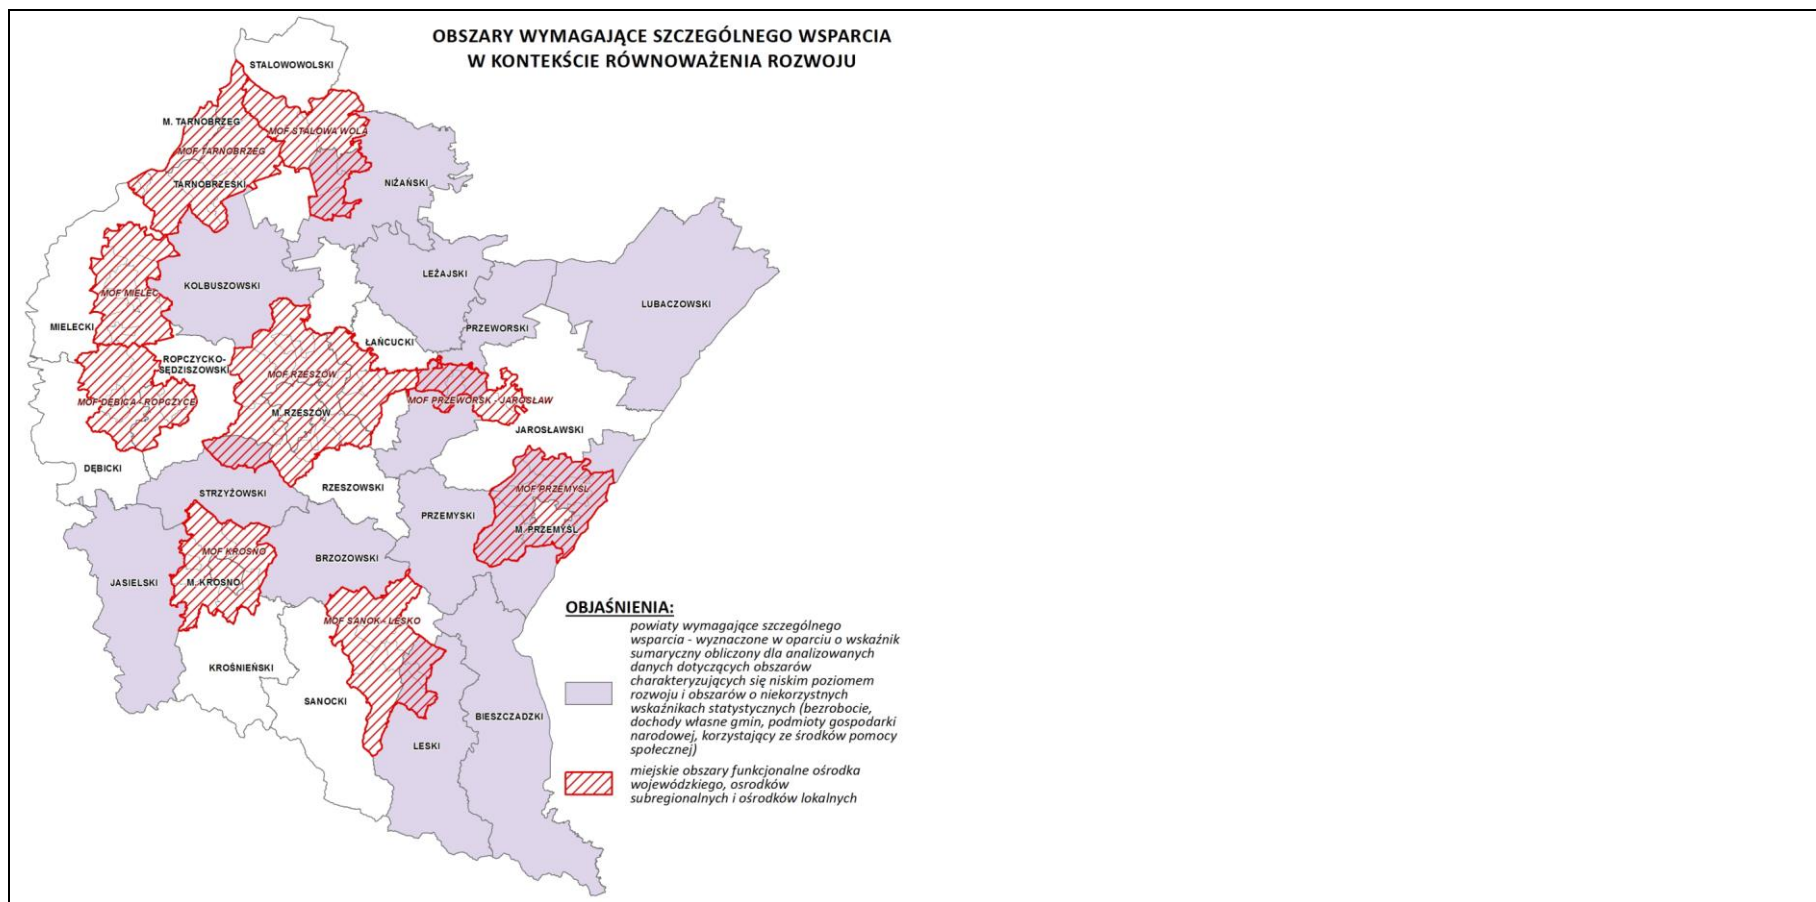 OBSZARY WYMAGAJĄCE SZCZEGÓLNEGO WSPARCIA
W KONTEKŚCIE RÓWNOWAŻENIA ROZWOJU
STALOWOWOLSKI
M. TARNOBRZEG
MOF STALOWA WOLA
MOF TARNOBRZEG
TARNOBRZESKI
NIŻAŃSKI
LEŻAJSKI
KOLBUSZOWSKI
MOF MIELEC
LUBACZOWSKI
MIELECKI
PRZEWORSKI
ŁAŃCUCKI
ROPCZYCKO-
SĘDZISZOWSKI
MOF RZESZÓW
MOF DĘBICA - ROPCZYCE
MOF PRZEWORSK - JAROSŁAW
M. RZESZÓW
JAROSŁAWSKI
DĘBICKI
RZESZOWSKI
MOF PRZEMYŚL
STRZYŻOWSKI
PRZEMYSKI
M. PRZEMYŚL
MOF KROSNO
BRZOZOWSKI
JASIELSKI
M. KROSNO
MOF SANOK - LESKO
KROŚNIEŃSKI
SANOCKI
BIESZCZADZKI
LESKI
OBJAŚNIENIA:
powiaty wymagające szczególnego
wsparcia - wyznaczone w oparciu o wskaźnik
sumaryczny obliczony dla analizowanych
danych dotyczących obszarów
charakteryzujących się niskim poziomem
rozwoju i obszarów o niekorzystnych
wskaźnikach statystycznych (bezrobocie,
dochody własne gmin, podmioty gospodarki
narodowej, korzystający ze środków pomocy
społecznej)
miejskie obszary funkcjonalne ośrodka
wojewódzkiego, osrodków
subregionalnych i ośrodków lokalnych